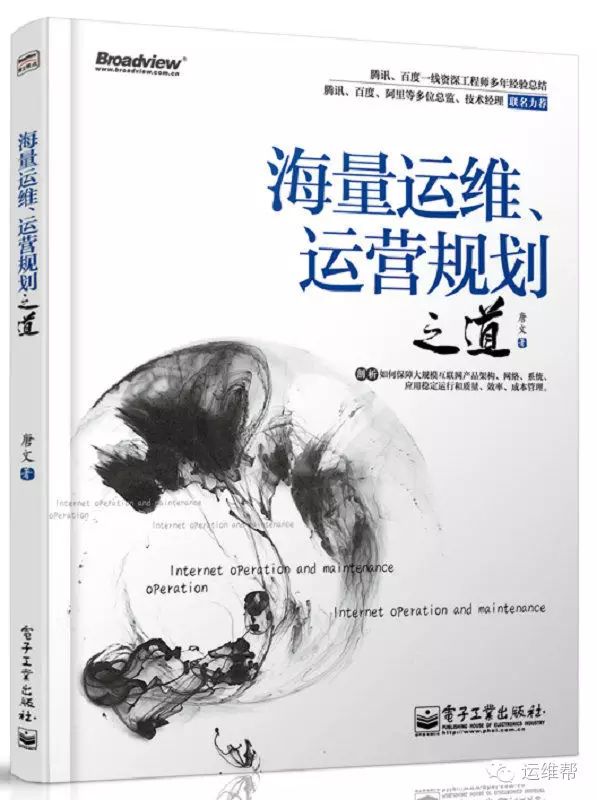 Broadview®
www.broadview.com.cn
腾讯、百度一线资深工程师多年经验总结
腾讯、百度、阿里等多位总监、技术经理 联名力荐
海量运维、
运营规划
之道
唐文 著
剖析 如何保障大规模互联网产品架构、网络、系统、
应用稳定运行和质量、效率、成本管理。
Internet operation and maintenance
operation
Internet operation and maintenance
Internet operation and maintenance
operation
Internet operation and maintenance
電子工業出版社
PUBLISHING HOUSE OF ELECTRONICS INDUSTRY
http://www.phei.com.cn
海量运维、运营规划之道
唐文 著
電子工業出版社
运维帮